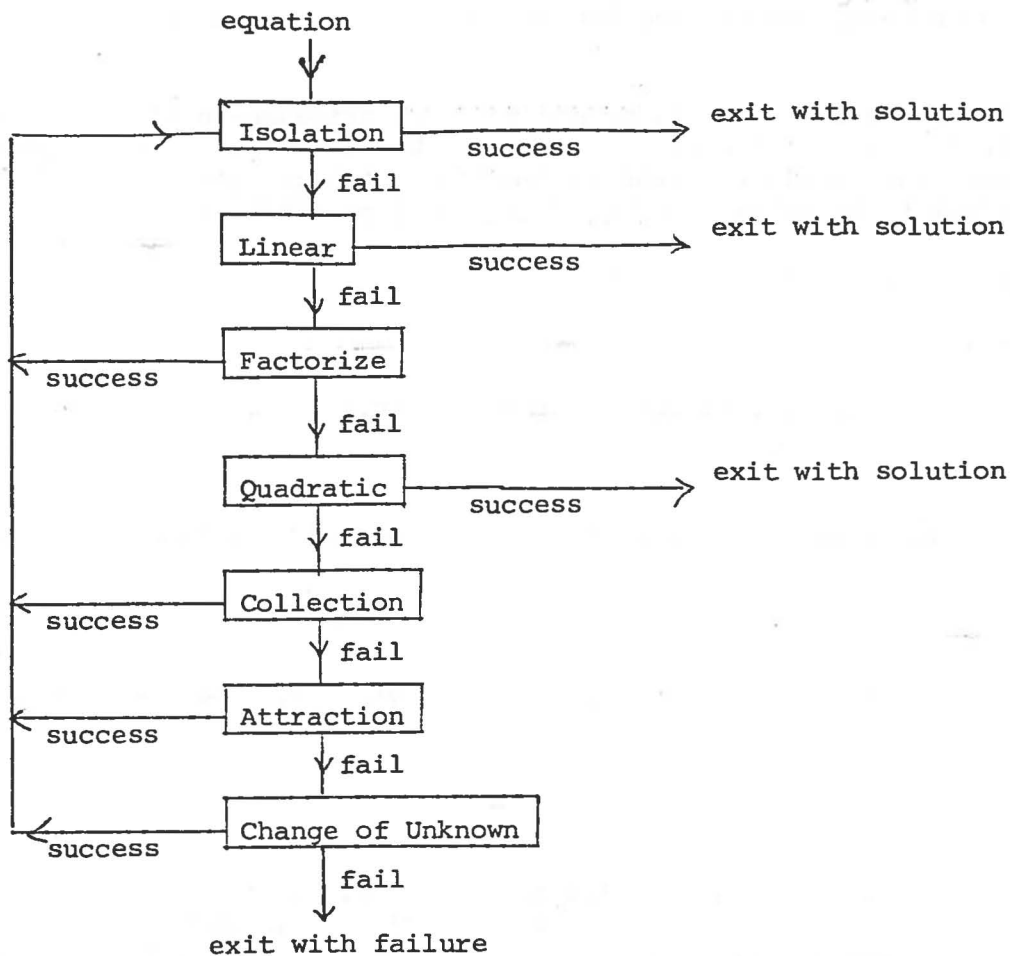 equation
Isolation
success
exit with solution
fail
Linear
success
exit with solution
fail
Factorize
success
fail
Quadratic
success
exit with solution
fail
Collection
success
fail
Attraction
success
fail
Change of Unknown
success
fail
exit with failure